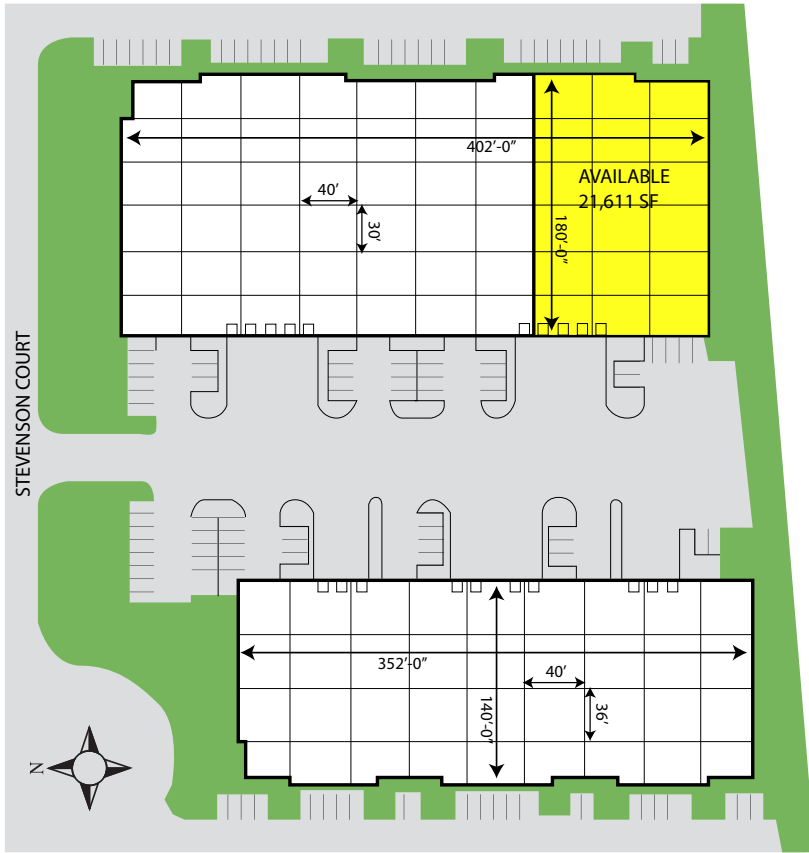 402'-0"
AVAILABLE
21,611 SF
40'
30'
180'-0"
STEVENSON COURT
352'-0"
40'
36'
140'-0"
N